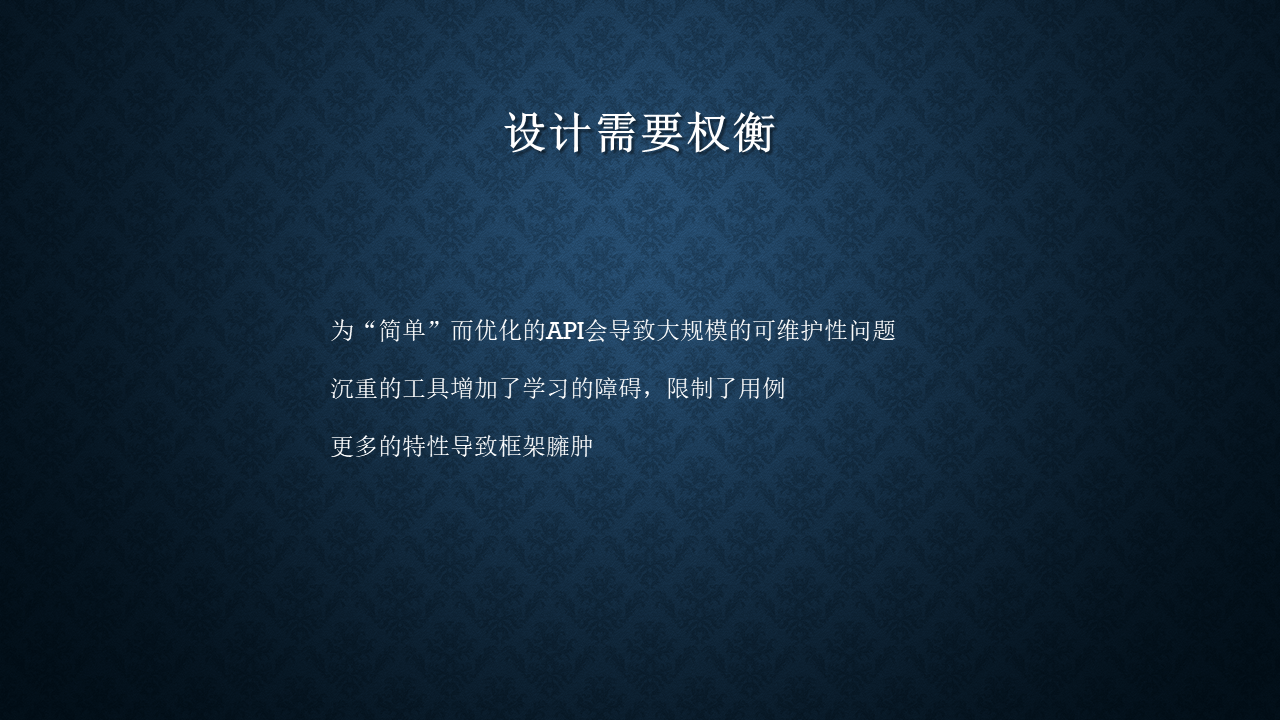 设计需要权衡
为“简单”而优化的API会导致大规模的可维护性问题
沉重的工具增加了学习的障碍，限制了用例
更多的特性导致框架臃肿